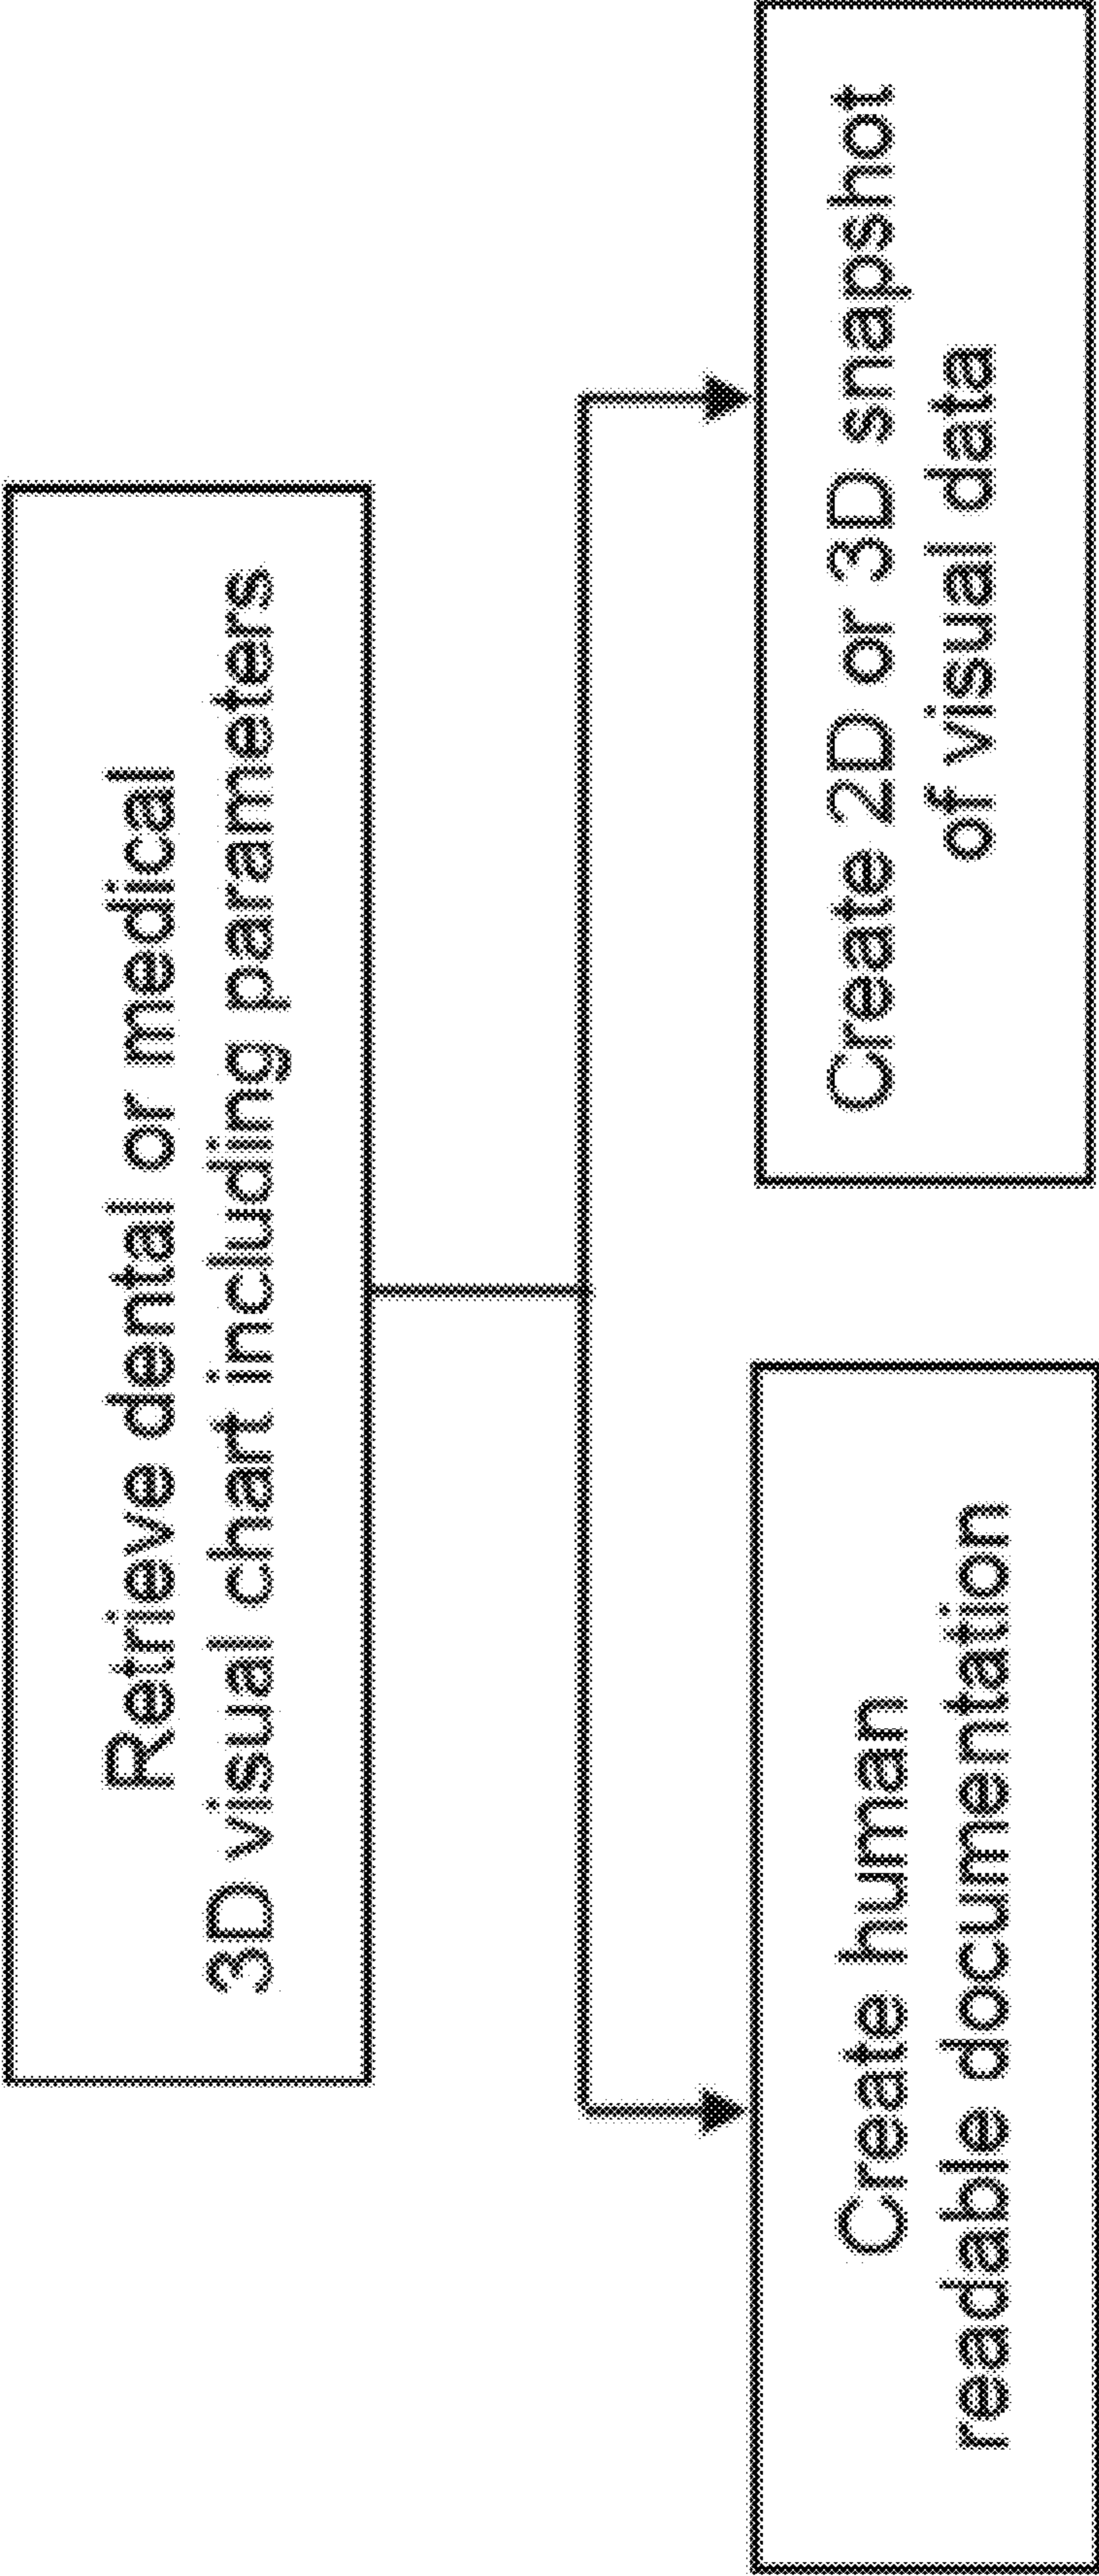 Retrieve dental or medical
3D visual chart including parameters
Create human
readable documentation
Create 2D or 3D snapshot
of visual data